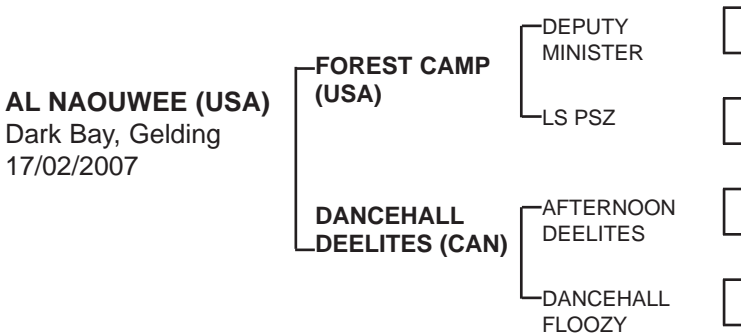 AL NAOUWEE (USA)
Dark Bay, Gelding
17/02/2007
FOREST CAMP
(USA)
DANCEHALL
DEELITES (CAN)
DEPUTY
MINISTER
LS PSZ
AFTERNOON
DEELITES
DANCEHALL
FLOOZY